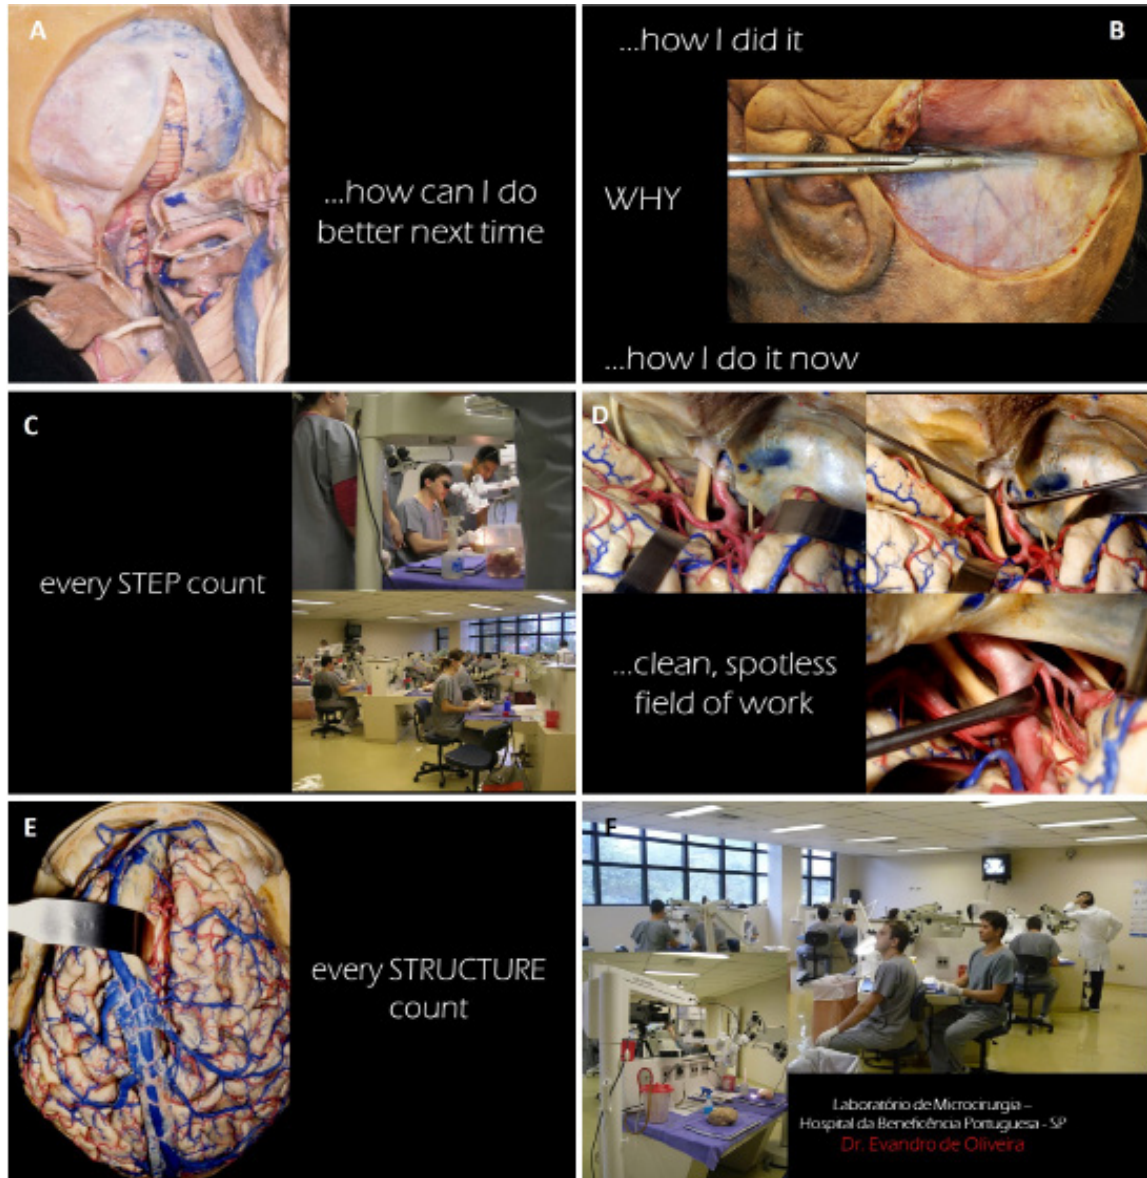 A
...how can I do
better next time
...how I did it
B
WHY
...how I do it now
C
every STEP count
D
...clean, spotless
field of work
E
every STRUCTURE
count
F
Laboratório de Microcirurgia –
Hospital da Beneficência Portuguesa - SP
Dr. Evandro de Oliveira